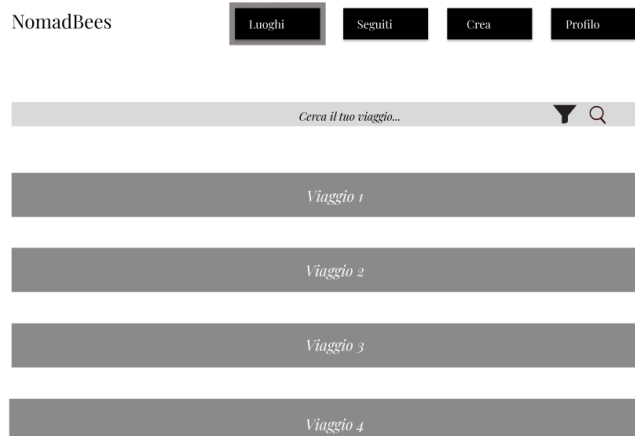 NomadBees
Luoghi
Seguiti
Crea
Profilo
Cerca il tuo viaggio...
Viaggio 1
Viaggio 2
Viaggio 3
Viaggio 4